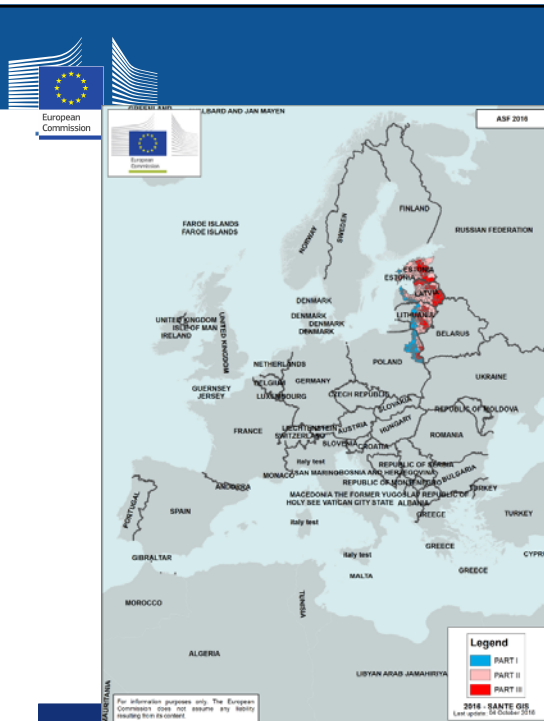 European
Commission
GREENLAND
ALBARD AND JAN MAYEN
ASF 2016
European
Commission
FINLAND
FAROE ISLANDS
FAROE ISLANDS
NORWAY
SWEDEN
RUSSIAN FEDERATION
ESTONIA
ESTONIA
LATVIA
DENMARK
DENMARK
DENMARK
DENMARK
LITHUANIA
UNITED KINGDOM
ISLE OF MAN
IRELAND
UNITED KINGDOM
BELARUS
NETHERLANDS
POLAND
BELGIUM
GERMANY
UKRAINE
GUERNSEY
JERSEY
LUXEMBOURG
CZECH REPUBLIC
SLOVAKIA
REPUBLIC OF MOLDOVA
FRANCE
LIECHTENSTEIN
SWITZERLAND
AUSTRIA
HUNGARY
ROMANIA
SLOVENIA
CROATIA
Italy test
MONACO
SAN MARINO
BOSNIA AND HERZEGOVINA
REPUBLIC OF SERBIA
REPUBLIC OF MONTENEGRO
BULGARIA
ANDORRA
MACEDONIA THE FORMER YUGOSLAV REPUBLIC OF
HOLY SEE VATICAN CITY STATE
ALBANIA
TURKEY
PORTUGAL
SPAIN
Italy test
GREECE
TURKEY
GREECE
GIBRALTAR
Italy test
CYPR
GREECE
MALTA
MOROCCO
TUNISIA
ALGERIA
LIBYAN ARAB JAMAHIRIYA
MAURITANIA
Legend
PART I
PART II
PART III
2016 - SANTE GIS
Last update: 04 October 2016
For information purposes only. The European
Commission does not assume any liability
resulting from its content